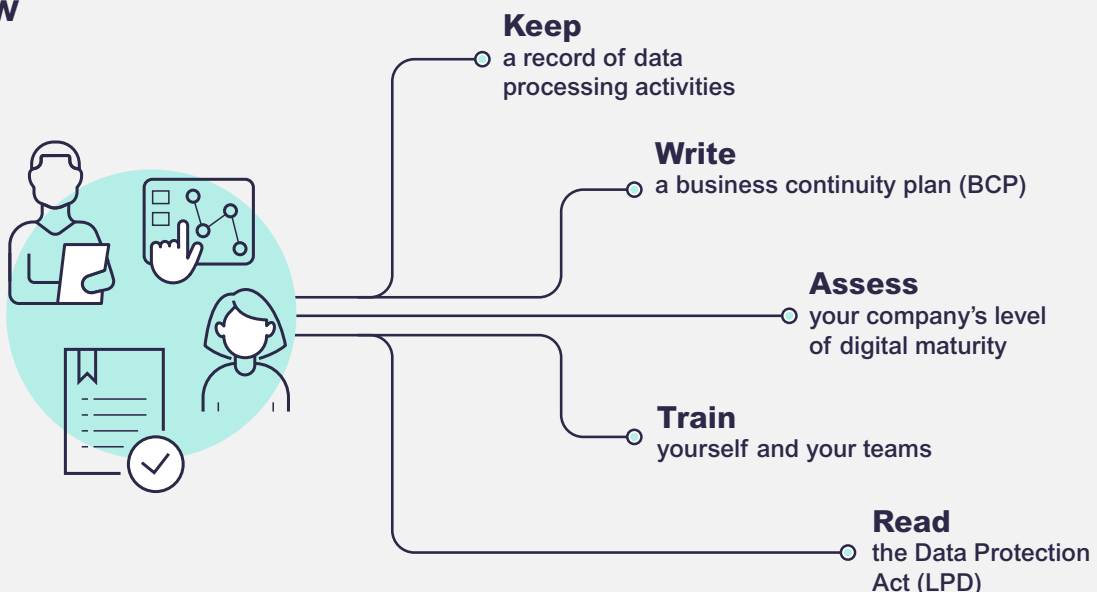 Keep
a record of data
processing activities
Write
a business continuity plan (BCP)
Assess
your company’s level
of digital maturity
Train
yourself and your teams
Read
the Data Protection
Act (LPD)